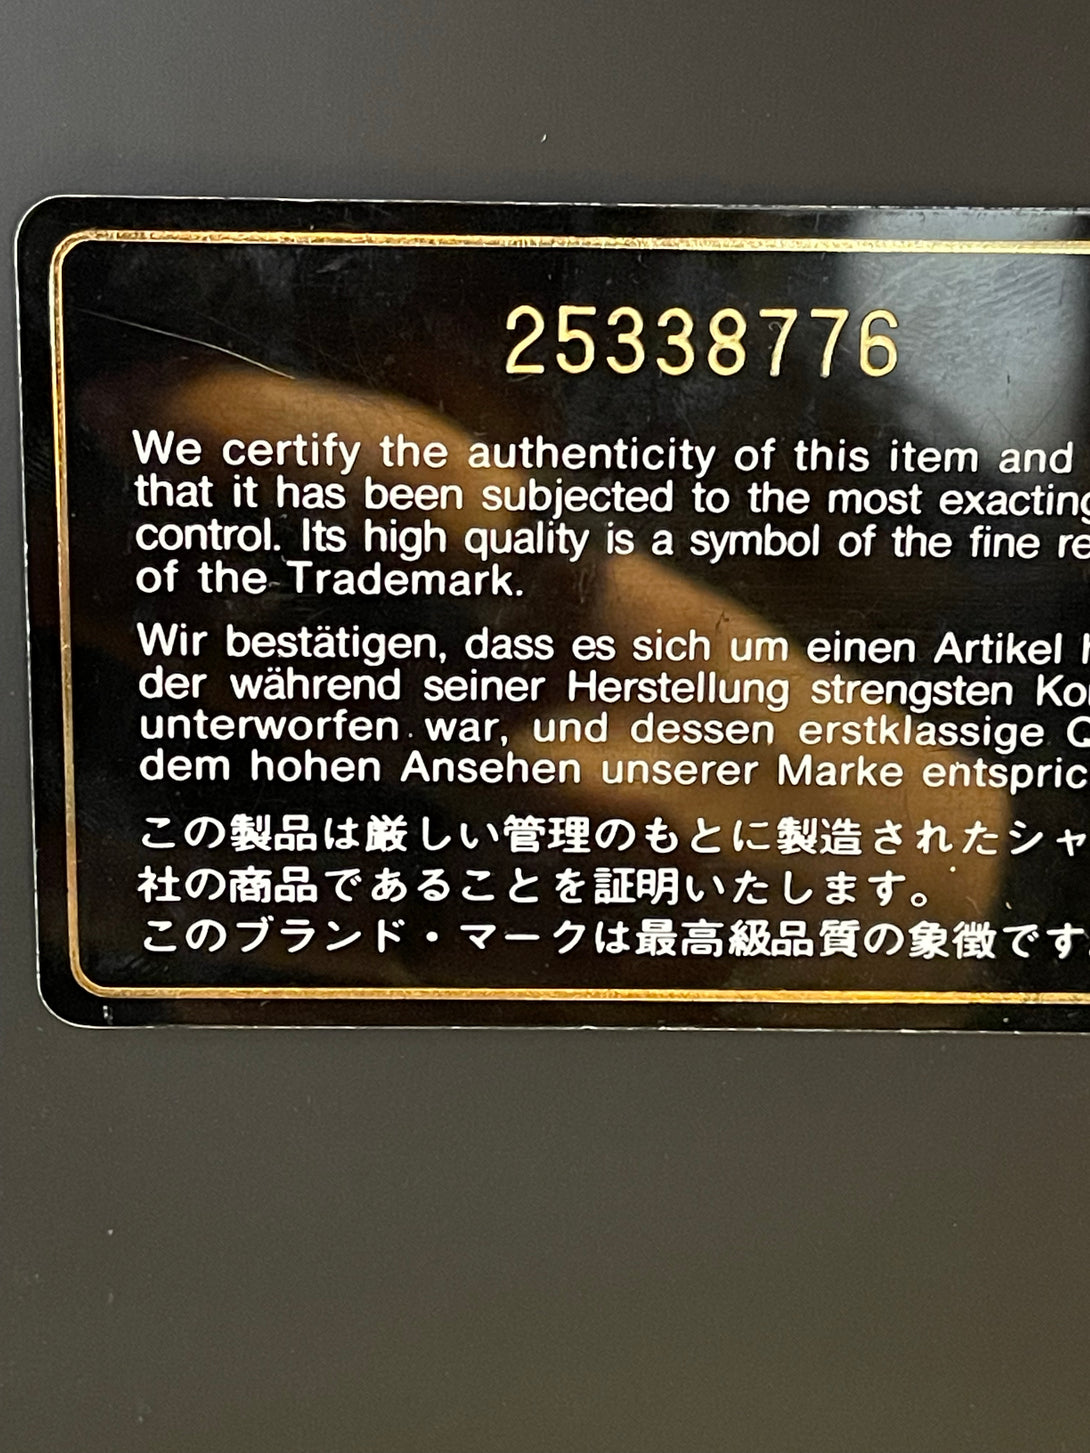 25338776
We certify the authenticity of this item and
that it has been subjected to the most exacting
control. Its high quality is a symbol of the fine re
of the Trademark.
Wir bestätigen, dass es sich um einen Artikel h
der während seiner Herstellung strengsten Ko
unterworfen war, und dessen erstklassige Q
dem hohen Ansehen unserer Marke entspric
この製品は厳しい管理のもとに製造されたシャ
社の商品であることを証明いたします。
このブランド・マークは最高級品質の象徴です。